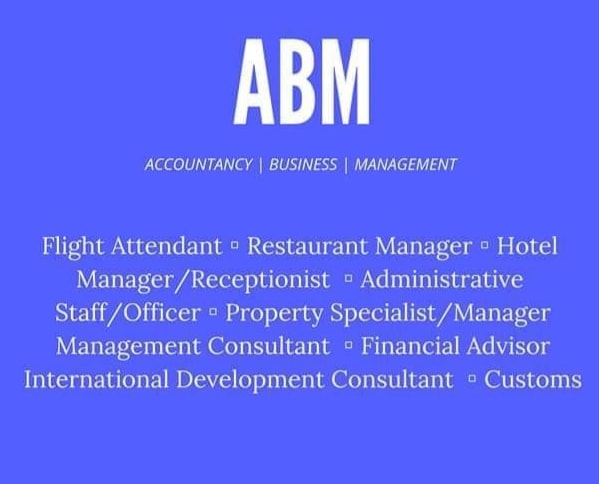 ABM
ACCOUNTANCY | BUSINESS | MANAGEMENT
Flight Attendant ▫ Restaurant Manager ▫ Hotel
Manager/Receptionist ▫ Administrative
Staff/Officer ▫ Property Specialist/Manager
Management Consultant ▫ Financial Advisor
International Development Consultant ▫ Customs